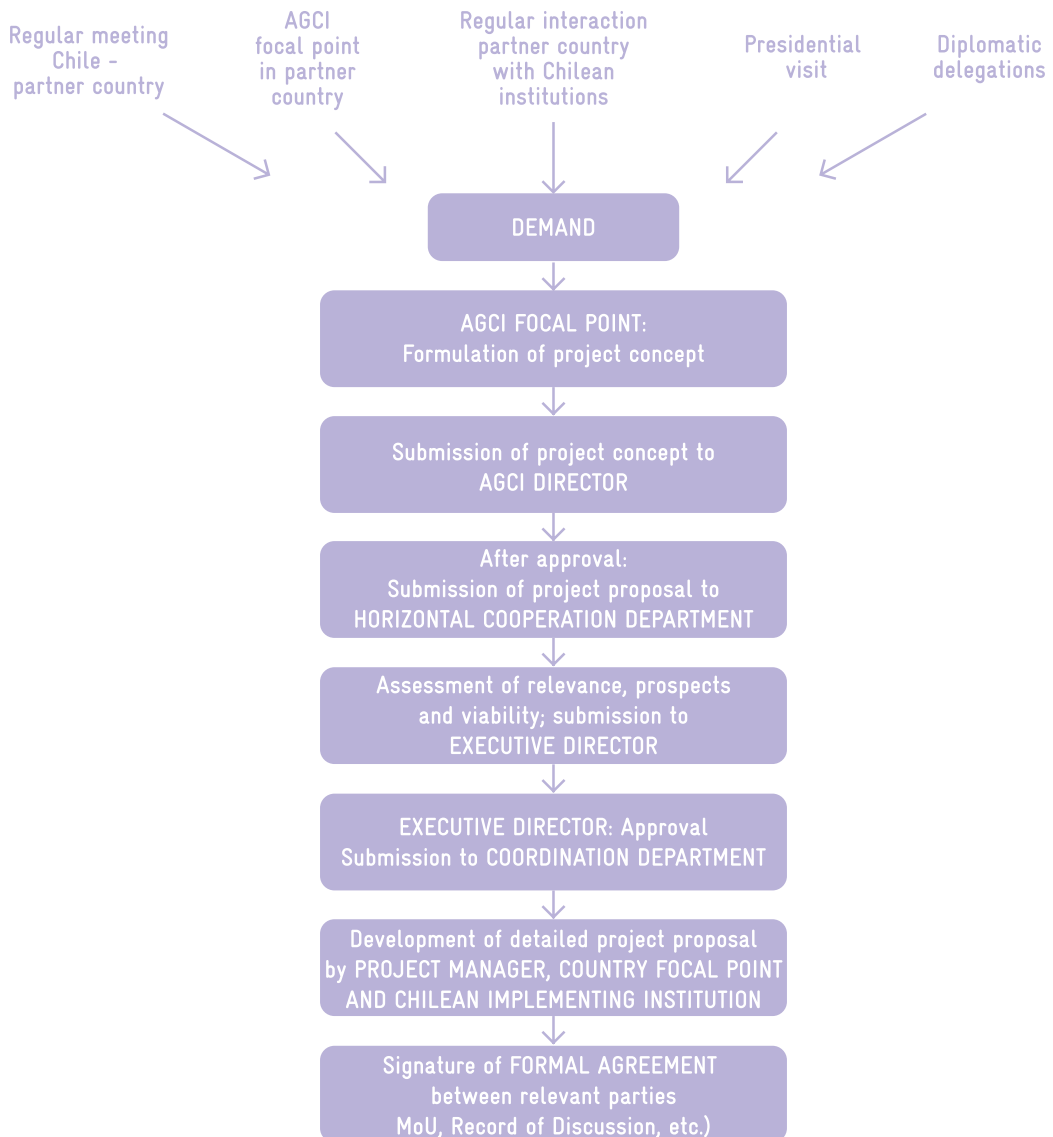 Regular meeting
Chile -
partner country
AGCI
focal point
in partner
country
Regular interaction
partner country
with Chilean
institutions
Presidential
visit
Diplomatic
delegations
DEMAND
AGCI FOCAL POINT:
Formulation of project concept
Submission of project concept to
AGCI DIRECTOR
After approval:
Submission of project proposal to
HORIZONTAL COOPERATION DEPARTMENT
Assessment of relevance, prospects
and viability; submission to
EXECUTIVE DIRECTOR
EXECUTIVE DIRECTOR: Approval
Submission to COORDINATION DEPARTMENT
Development of detailed project proposal
by PROJECT MANAGER, COUNTRY FOCAL POINT
AND CHILEAN IMPLEMENTING INSTITUTION
Signature of FORMAL AGREEMENT
between relevant parties
MoU, Record of Discussion, etc.)